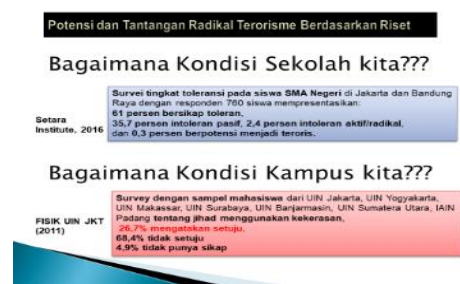 Potensi dan Tantangan Radikal Terorisme Berdasarkan Riset
Bagaimana Kondisi Sekolah kita???
Setara
Institute, 2016
Survei tingkat toleransi pada siswa SMA Negeri di Jakarta dan Bandung
Raya dengan responden 760 siswa mempresentasikan:
61 persen bersikap toleran,
35,7 persen intoleran pasif, 2,4 persen intoleran aktif/radikal,
dan 0,3 persen berpotensi menjadi teroris.
Bagaimana Kondisi Kampus kita???
FISIK UIN JKT
(2011)
Survey dengan sampel mahasiswa dari UIN Jakarta, UIN Yogyakarta,
UIN Makassar, UIN Surabaya, UIN Banjarmasin, UIN Sumatera Utara, IAIN
Padang tentang jihad menggunakan kekerasan,
26,7% mengatakan setuju,
68,4% tidak setuju
4,9% tidak punya sikap